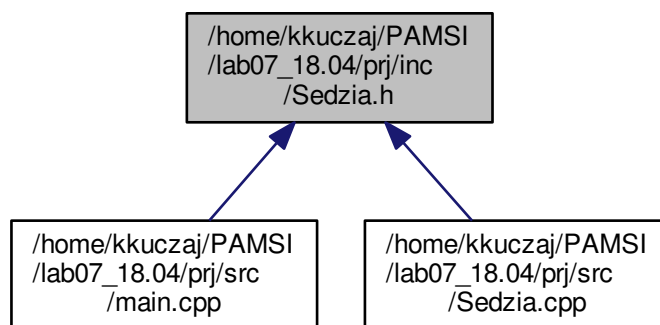 /home/kkuczaj/PAMSI
/lab07_18.04/prj/inc
/Sedzia.h
/home/kkuczaj/PAMSI
/lab07_18.04/prj/src
/main.cpp
/home/kkuczaj/PAMSI
/lab07_18.04/prj/src
/Sedzia.cpp